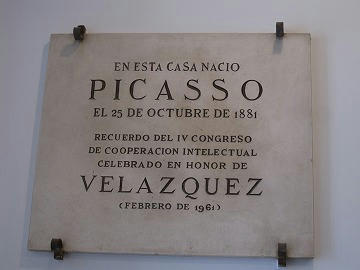 EN ESTA CASA NACIO
PICASSO
EL 25 DE OCTUBRE DE 1881
RECUERDO DEL IV CONGRESO
DE COOPERACION INTELECTUAL
CELEBRADO EN HONOR DE
VELAZQUEZ
(FEBRERO DE 1961)